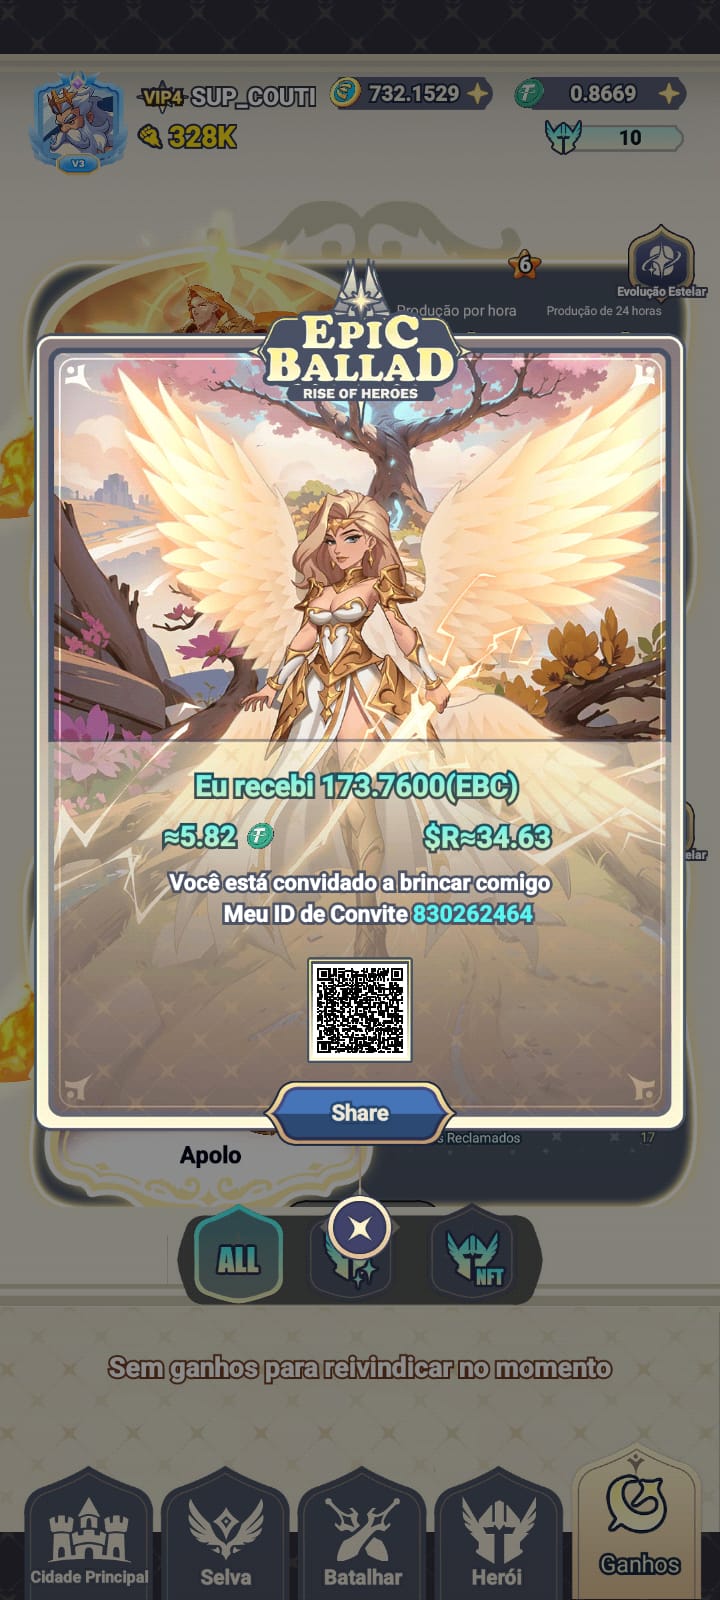 VIP4 SUP_COUTI
732.1529
0.8669
328K
10
V3
6
Evolução Estelar
Produção por hora
Produção de 24 horas
EPIC
BALLAD
RISE OF HEROES
Eu recebi 173.7600(EBC)
≈5.82
$R≈34.63
elar
Você está convidado a brincar comigo
Meu ID de Convite 830262464
Share
s Reclamados
17
Apolo
ALL
NFT
Sem ganhos para reivindicar no momento
Cidade Principal
Selva
Batalhar
Herói
Ganhos